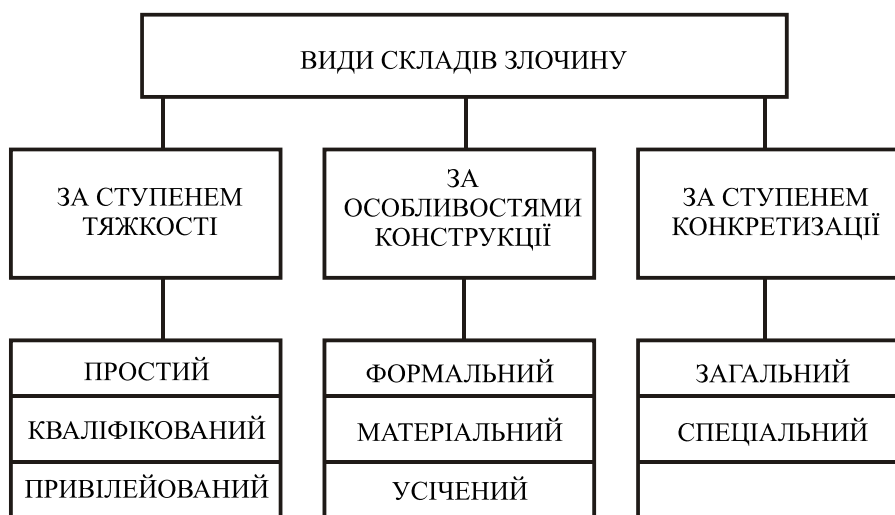 ВИДИ СКЛАДІВ ЗЛОЧИНУ
ЗА СТУПЕНЕМ
ТЯЖКОСТІ
ЗА
ОСОБЛИВОСТЯМИ
КОНСТРУКЦІЇ
ЗА СТУПЕНЕМ
КОНКРЕТИЗАЦІЇ
ПРОСТИЙ
КВАЛІФІКОВАНИЙ
ПРИВІЛЕЙОВАНИЙ
ФОРМАЛЬНИЙ
МАТЕРІАЛЬНИЙ
УСІЧЕНИЙ
ЗАГАЛЬНИЙ
СПЕЦІАЛЬНИЙ